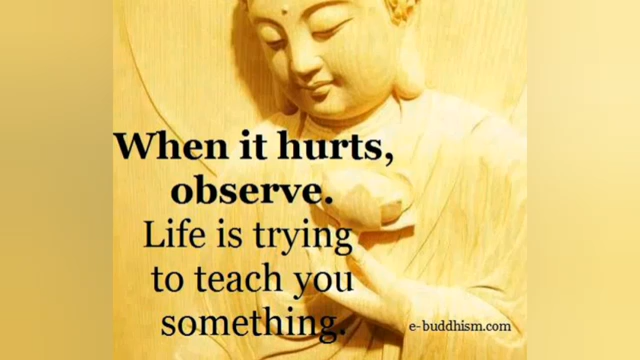 When it hurts,
observe.
Life is trying
to teach you
something.
e-buddhism.com